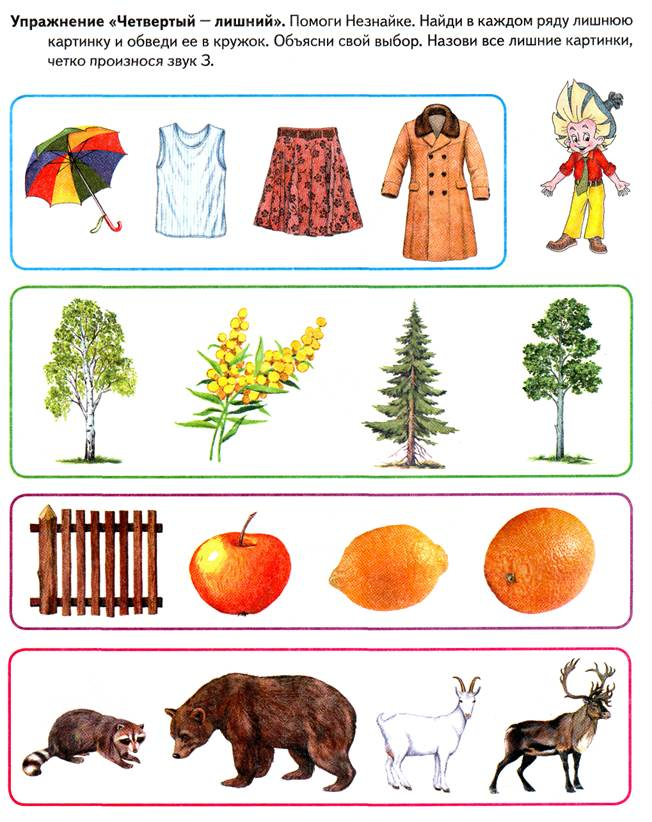 Упражнение «Четвертый — лишний». Помоги Незнайке. Найди в каждом ряду лишнюю
картинку и обведи ее в кружок. Объясни свой выбор. Назови все лишние картинки,
четко произнося звук З.